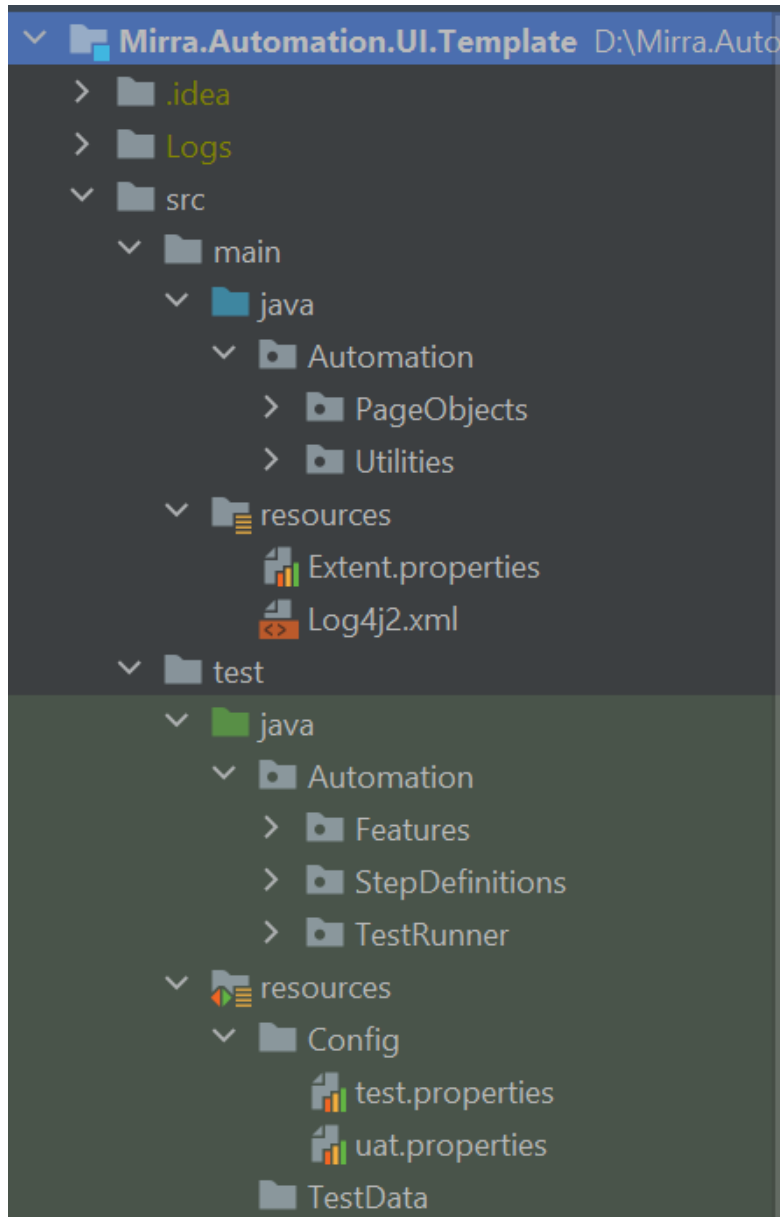 Mirra.Automation.UI.Template D:\Mirra.Auto
.idea
Logs
src
main
java
Automation
PageObjects
Utilities
resources
Extent.properties
Log4j2.xml
test
java
Automation
Features
StepDefinitions
TestRunner
resources
Config
test.properties
uat.properties
TestData